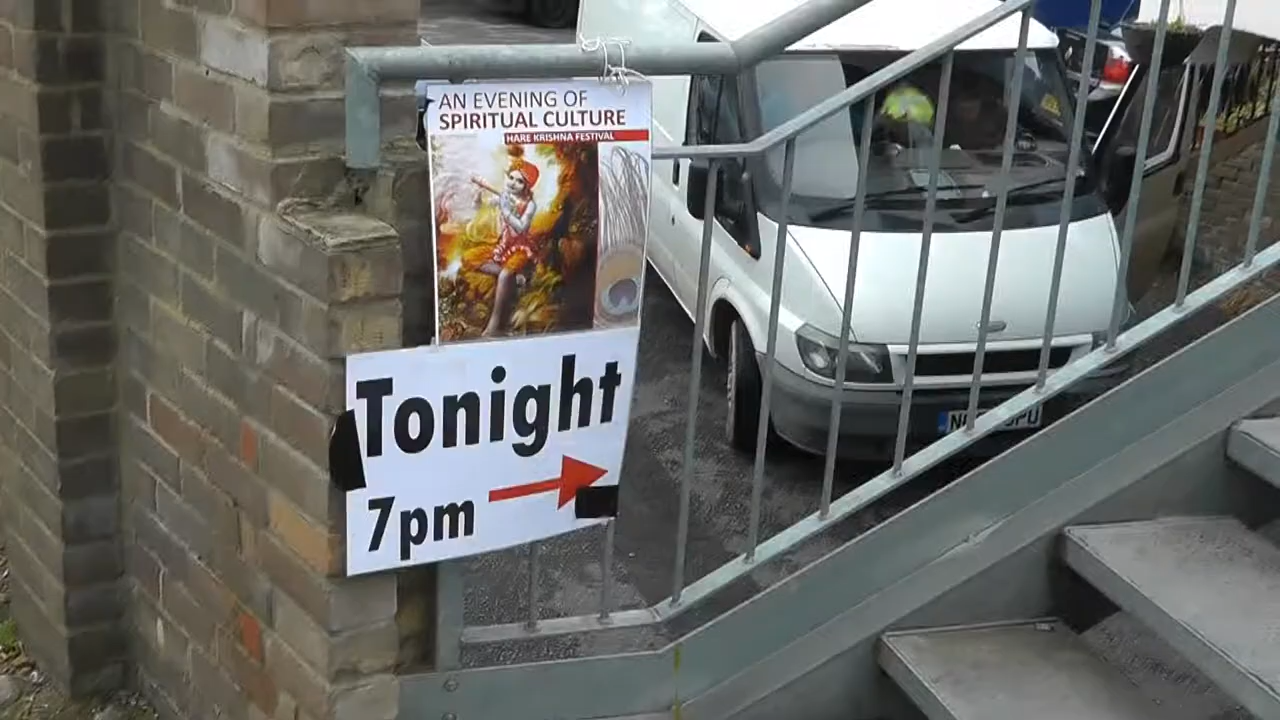 AN EVENING OF
SPIRITUAL CULTURE
HARE KRISHNA FESTIVAL
Tonight
7pm